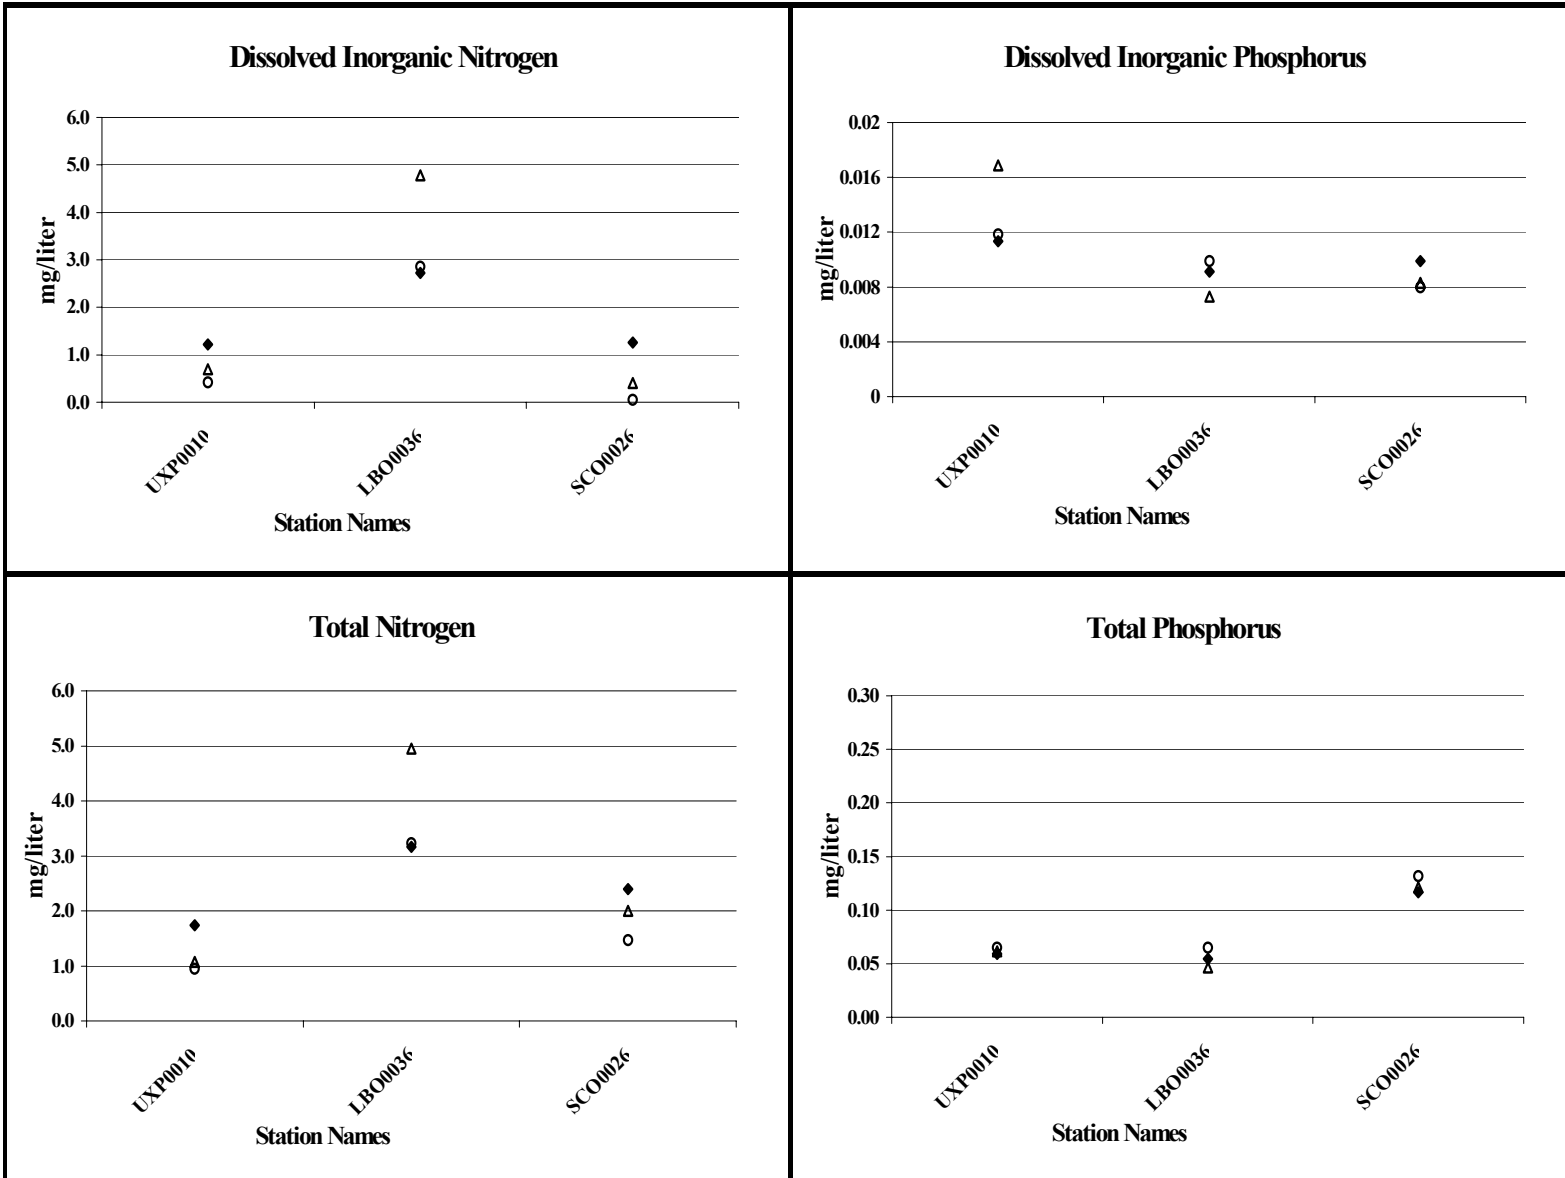 Dissolved Inorganic Nitrogen
6.0
5.0
4.0
3.0
2.0
1.0
0.0
mg/liter
UXP0010
LBO0036
SCO0026
Station Names
Dissolved Inorganic Phosphorus
0.02
0.016
0.012
0.008
0.004
0
mg/liter
UXP0010
LBO0036
SCO0026
Station Names
Total Nitrogen
6.0
5.0
4.0
3.0
2.0
1.0
0.0
mg/liter
UXP0010
LBO0036
SCO0026
Station Names
Total Phosphorus
0.30
0.25
0.20
0.15
0.10
0.05
0.00
mg/liter
UXP0010
LBO0036
SCO0026
Station Names